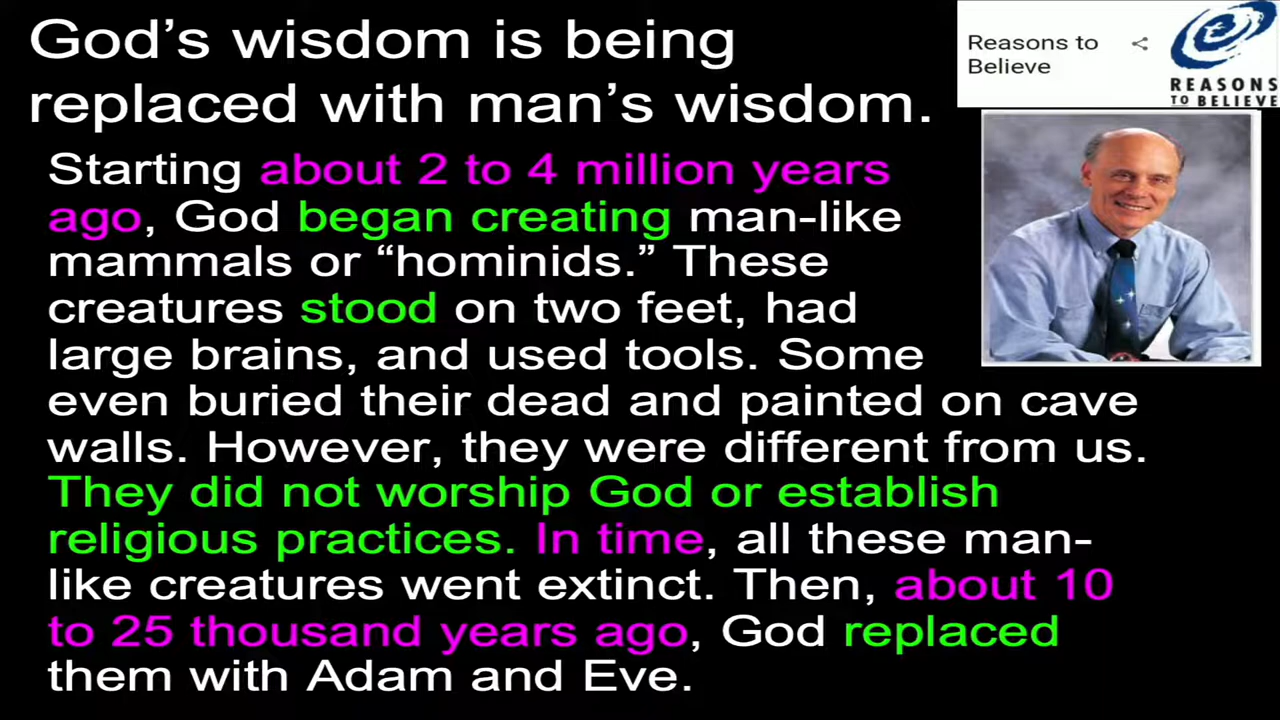 God's wisdom is being
replaced with man's wisdom.
Reasons to
Believe
REASONS
TO BELIEVE
Starting about 2 to 4 million years
ago, God began creating man-like
mammals or “hominids.” These
creatures stood on two feet, had
large brains, and used tools. Some
even buried their dead and painted on cave
walls. However, they were different from us.
They did not worship God or establish
religious practices. In time, all these man-
like creatures went extinct. Then, about 10
to 25 thousand years ago, God replaced
them with Adam and Eve.